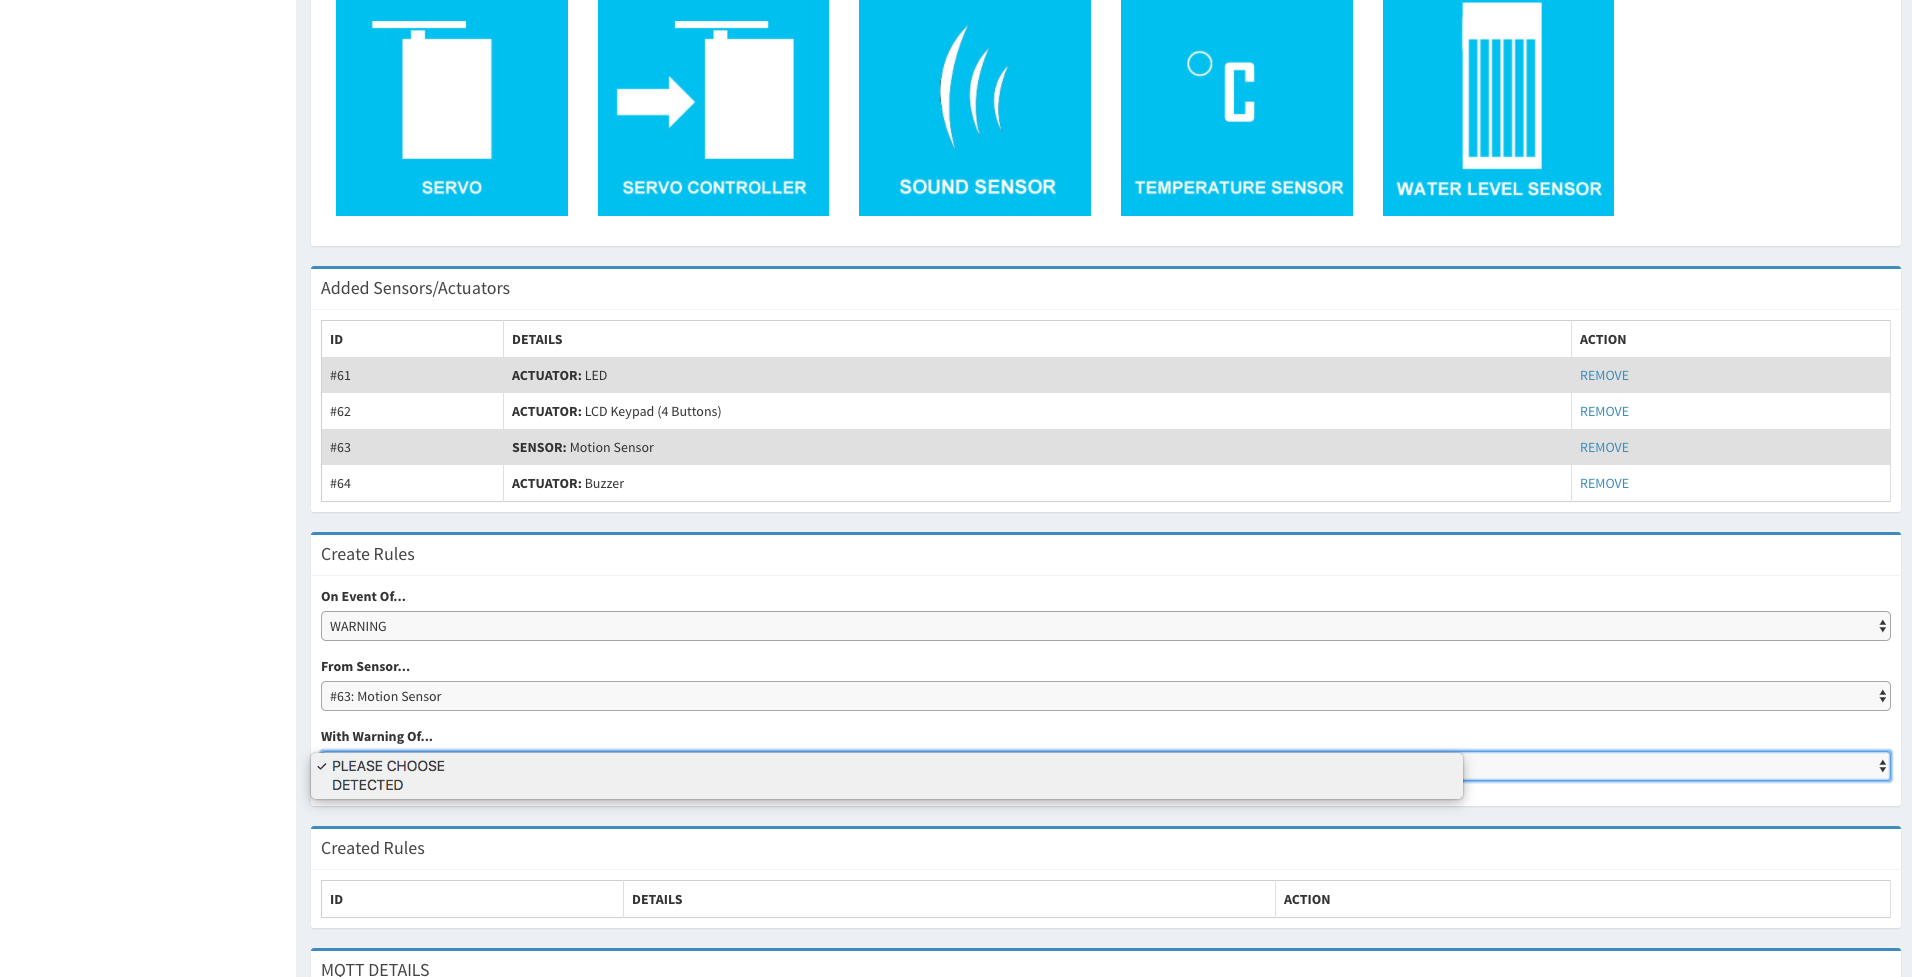 SERVO
SERVO CONTROLLER
SOUND SENSOR
°C
TEMPERATURE SENSOR
WATER LEVEL SENSOR
Added Sensors/Actuators
ID DETAILS ACTION
#61 ACTUATOR: LED REMOVE
#62 ACTUATOR: LCD Keypad (4 Buttons) REMOVE
#63 SENSOR: Motion Sensor REMOVE
#64 ACTUATOR: Buzzer REMOVE
Create Rules
On Event Of...
WARNING
From Sensor...
#63: Motion Sensor
With Warning Of...
✓ PLEASE CHOOSE
DETECTED
Created Rules
ID DETAILS ACTION
MQTT DETAILS